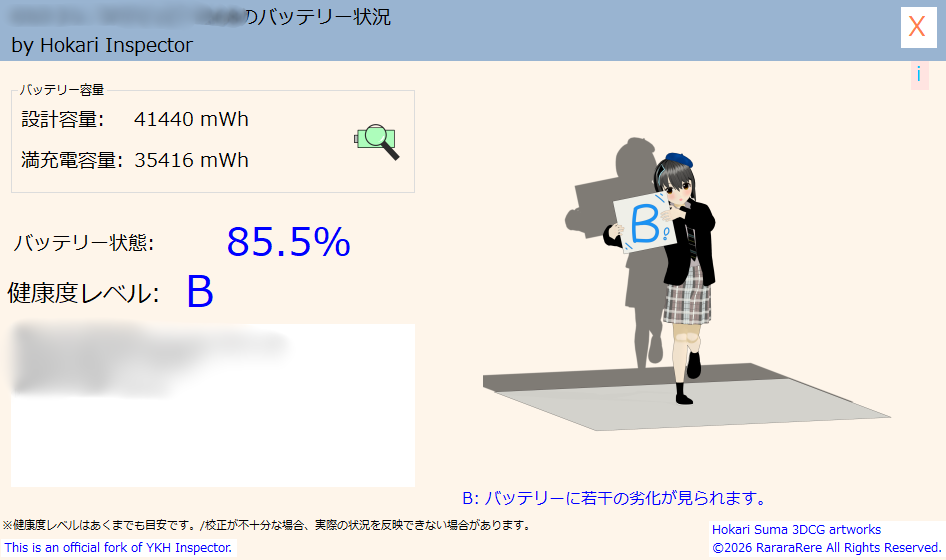 のバッテリー状況
by Hokari Inspector
X
i
バッテリー容量
設計容量: 41440 mWh
満充電容量: 35416 mWh
バッテリー状態: 85.5%
健康度レベル: B
B
B: バッテリーに若干の劣化が見られます。
※健康度レベルはあくまでも目安です。/校正が不十分な場合、実際の状況を反映できない場合があります。
This is an official fork of YKH Inspector.
Hokari Suma 3DCG artworks
©2026 RararaRere All Rights Reserved.